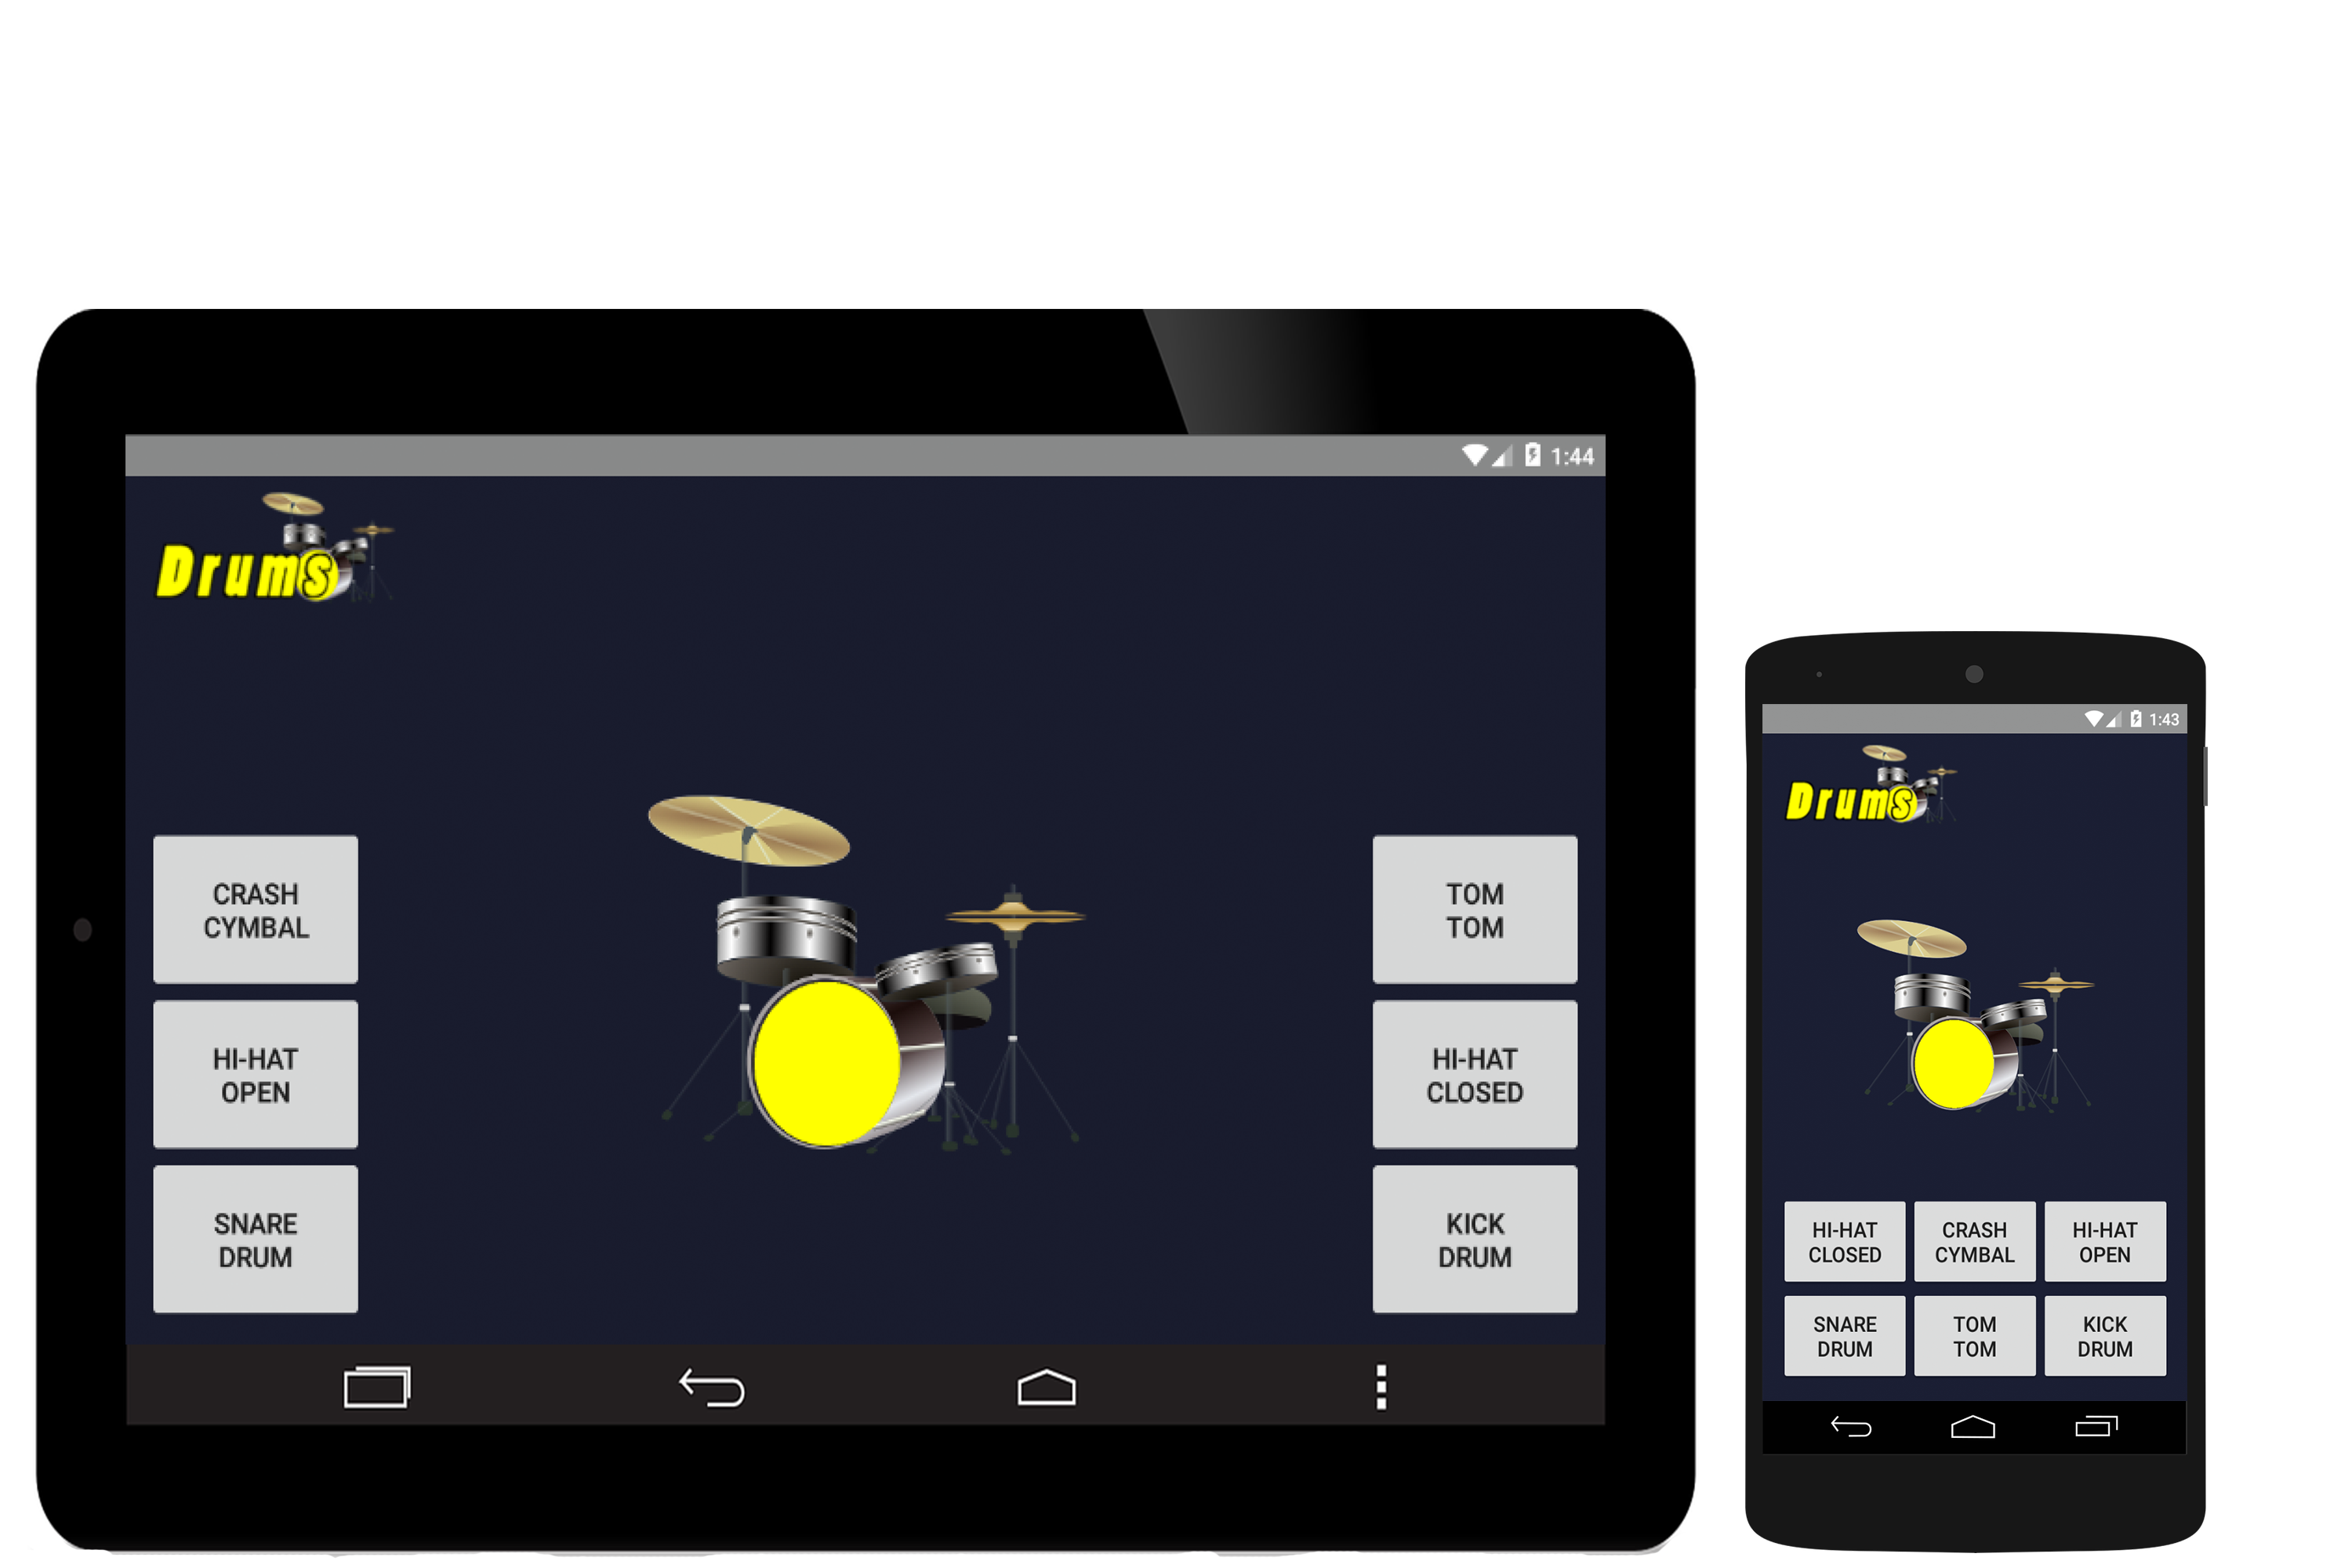 1:44
Drums
CRASH
CYMBAL
HI-HAT
OPEN
SNARE
DRUM
TOM
TOM
HI-HAT
CLOSED
KICK
DRUM
1:43
Drums
HI-HAT
CLOSED
CRASH
CYMBAL
HI-HAT
OPEN
SNARE
DRUM
TOM
TOM
KICK
DRUM